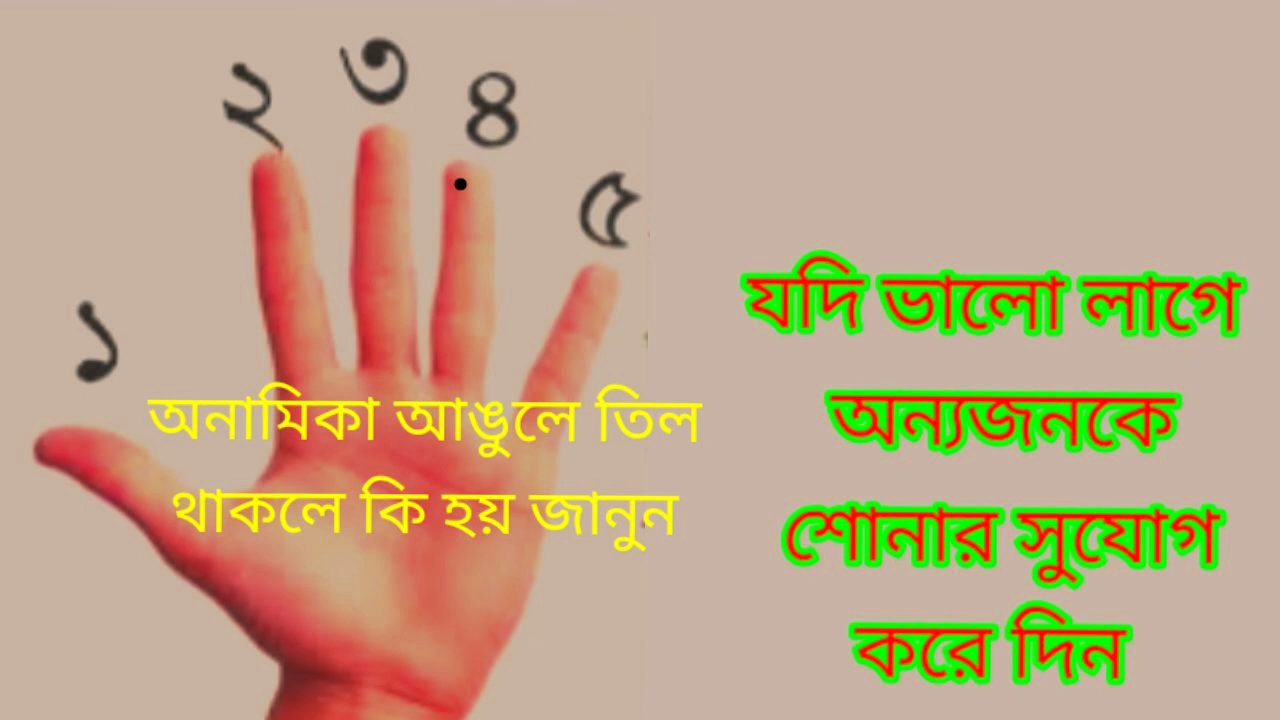 ১
২
৩
৪
৫
অনামিকা আঙুলে তিল
থাকলে কি হয় জানুন
যদি ভালো লাগে
অন্যজনকে
শোনার সুযোগ
করে দিন